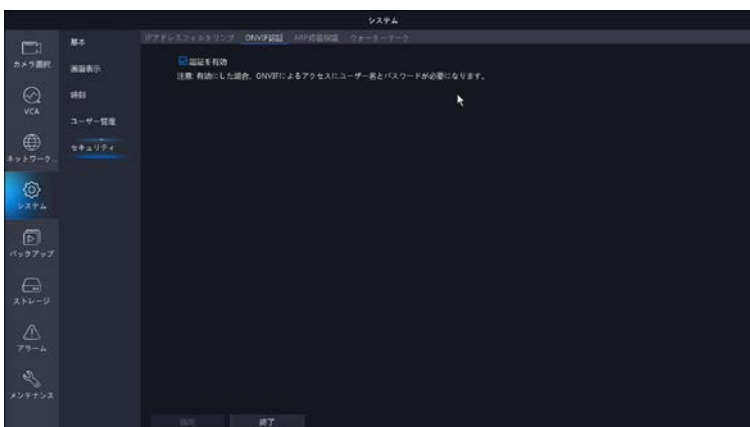 システム
IPアドレスフィルタリング ONVIF認証 ARP防御保護 ウォーターマーク
カメラ選択
VCA
ネットワーク...
システム
バックアップ
ストレージ
アラーム
メンテナンス
基本
画面表示
時刻
ユーザー管理
セキュリティ
認証を有効
注意: 有効にした場合、ONVIFによるアクセスにユーザー名とパスワードが必要になります。
適用 終了